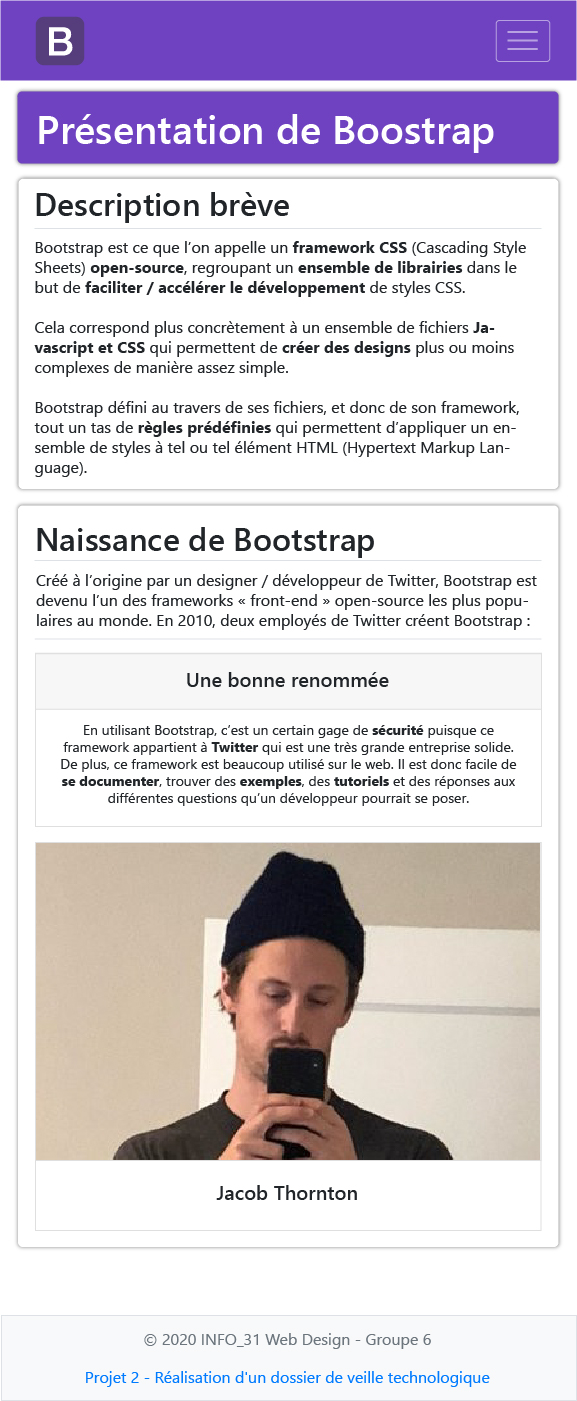 B
Présentation de Boostrap
Description brève
Bootstrap est ce que l’on appelle un framework CSS (Cascading Style
Sheets) open-source, regroupant un ensemble de librairies dans le
but de faciliter / accélérer le développement de styles CSS.
Cela correspond plus concrètement à un ensemble de fichiers Ja-
vascript et CSS qui permettent de créer des designs plus ou moins
complexes de manière assez simple.
Bootstrap défini au travers de ses fichiers, et donc de son framework,
tout un tas de règles prédéfinies qui permettent d’appliquer un en-
semble de styles à tel ou tel élément HTML (Hypertext Markup Lan-
guage).
Naissance de Bootstrap
Créé à l’origine par un designer / développeur de Twitter, Bootstrap est
devenu l’un des frameworks « front-end » open-source les plus popu-
laires au monde. En 2010, deux employés de Twitter créent Bootstrap :
Une bonne renommée
En utilisant Bootstrap, c’est un certain gage de sécurité puisque ce
framework appartient à Twitter qui est une très grande entreprise solide.
De plus, ce framework est beaucoup utilisé sur le web. Il est donc facile de
se documenter, trouver des exemples, des tutoriels et des réponses aux
différentes questions qu’un développeur pourrait se poser.
Jacob Thornton
© 2020 INFO_31 Web Design - Groupe 6
Projet 2 - Réalisation d'un dossier de veille technologique